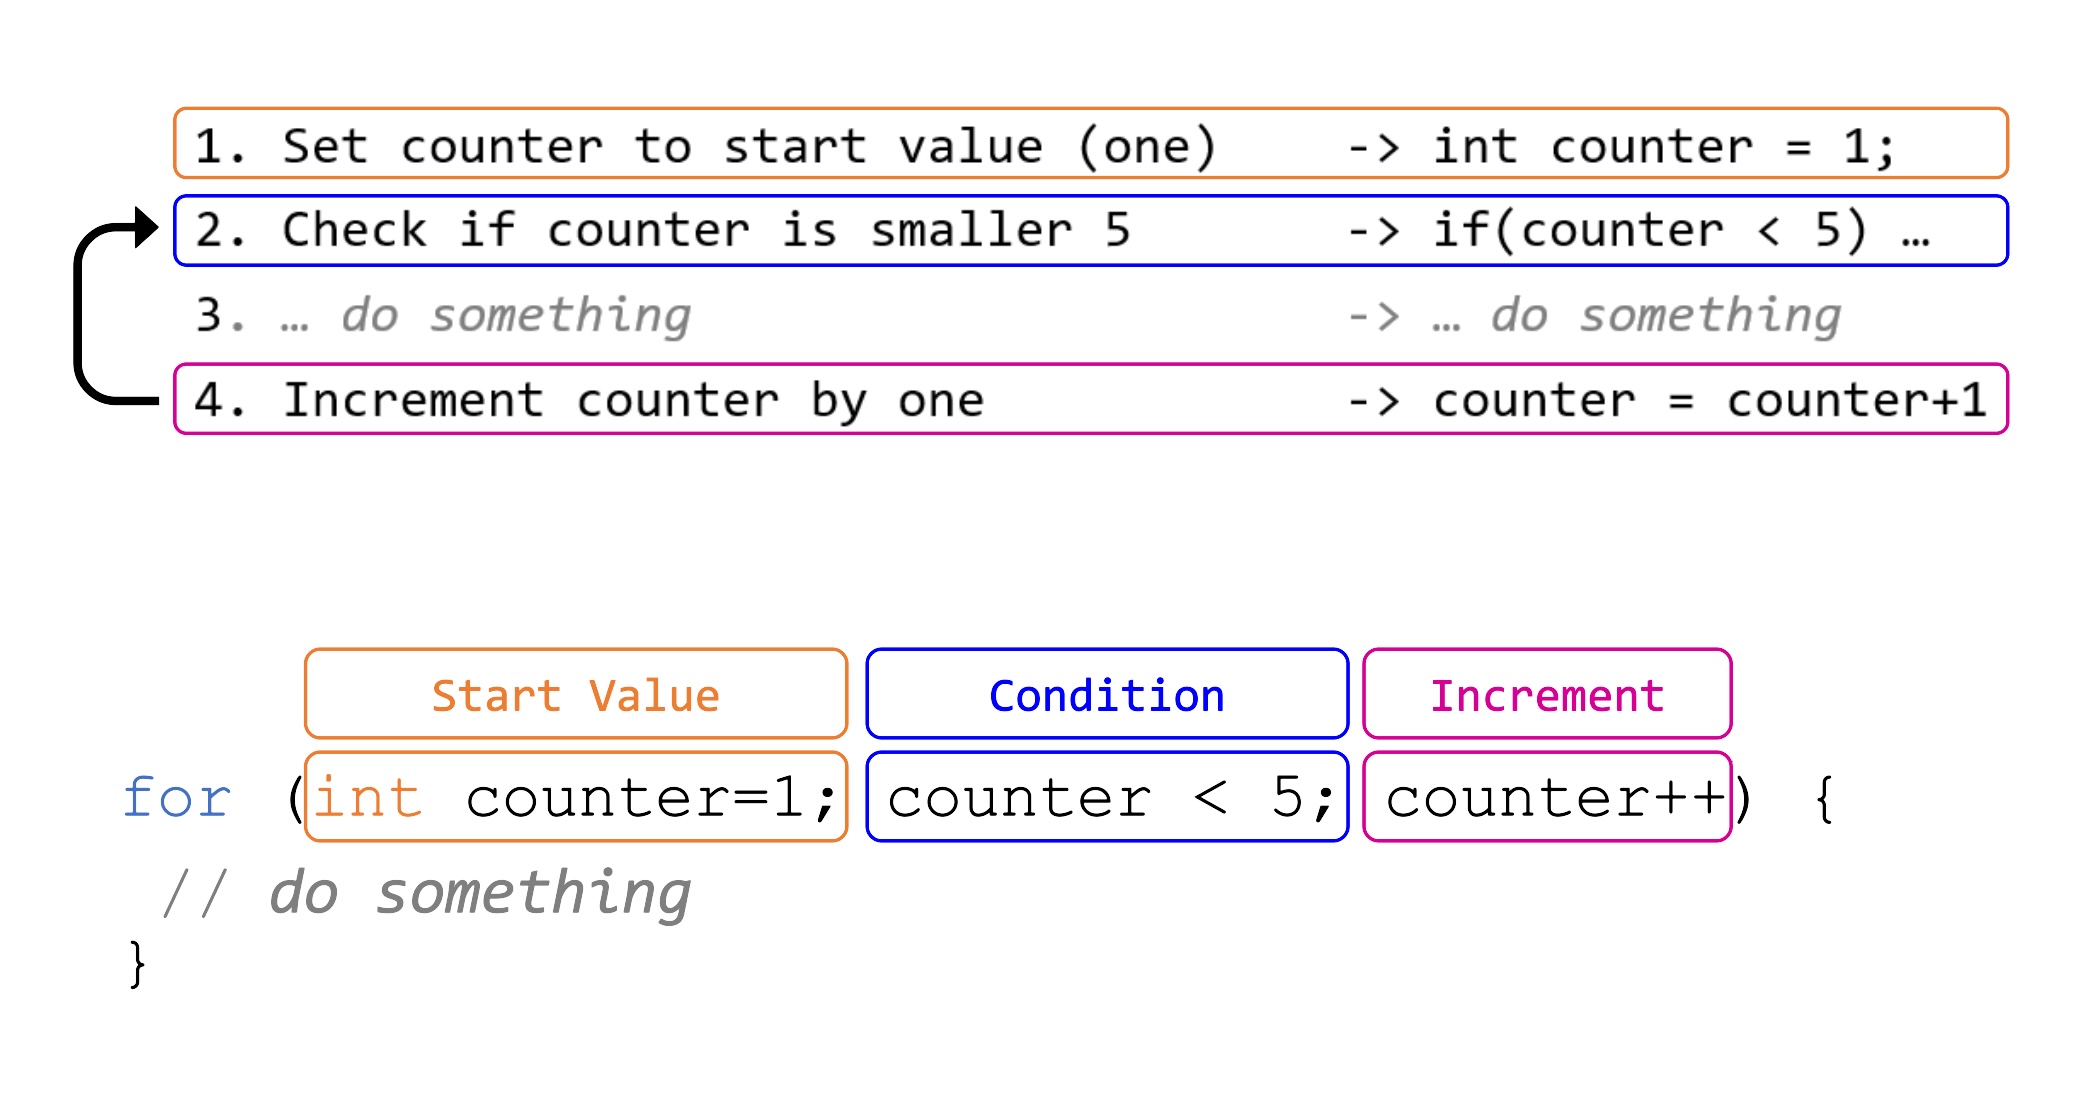 1. Set counter to start value (one) -> int counter = 1;
2. Check if counter is smaller 5 -> if(counter < 5) …
3. … do something -> … do something
4. Increment counter by one -> counter = counter+1
Start Value Condition Increment
for (int counter=1; counter < 5; counter++) {
// do something
}